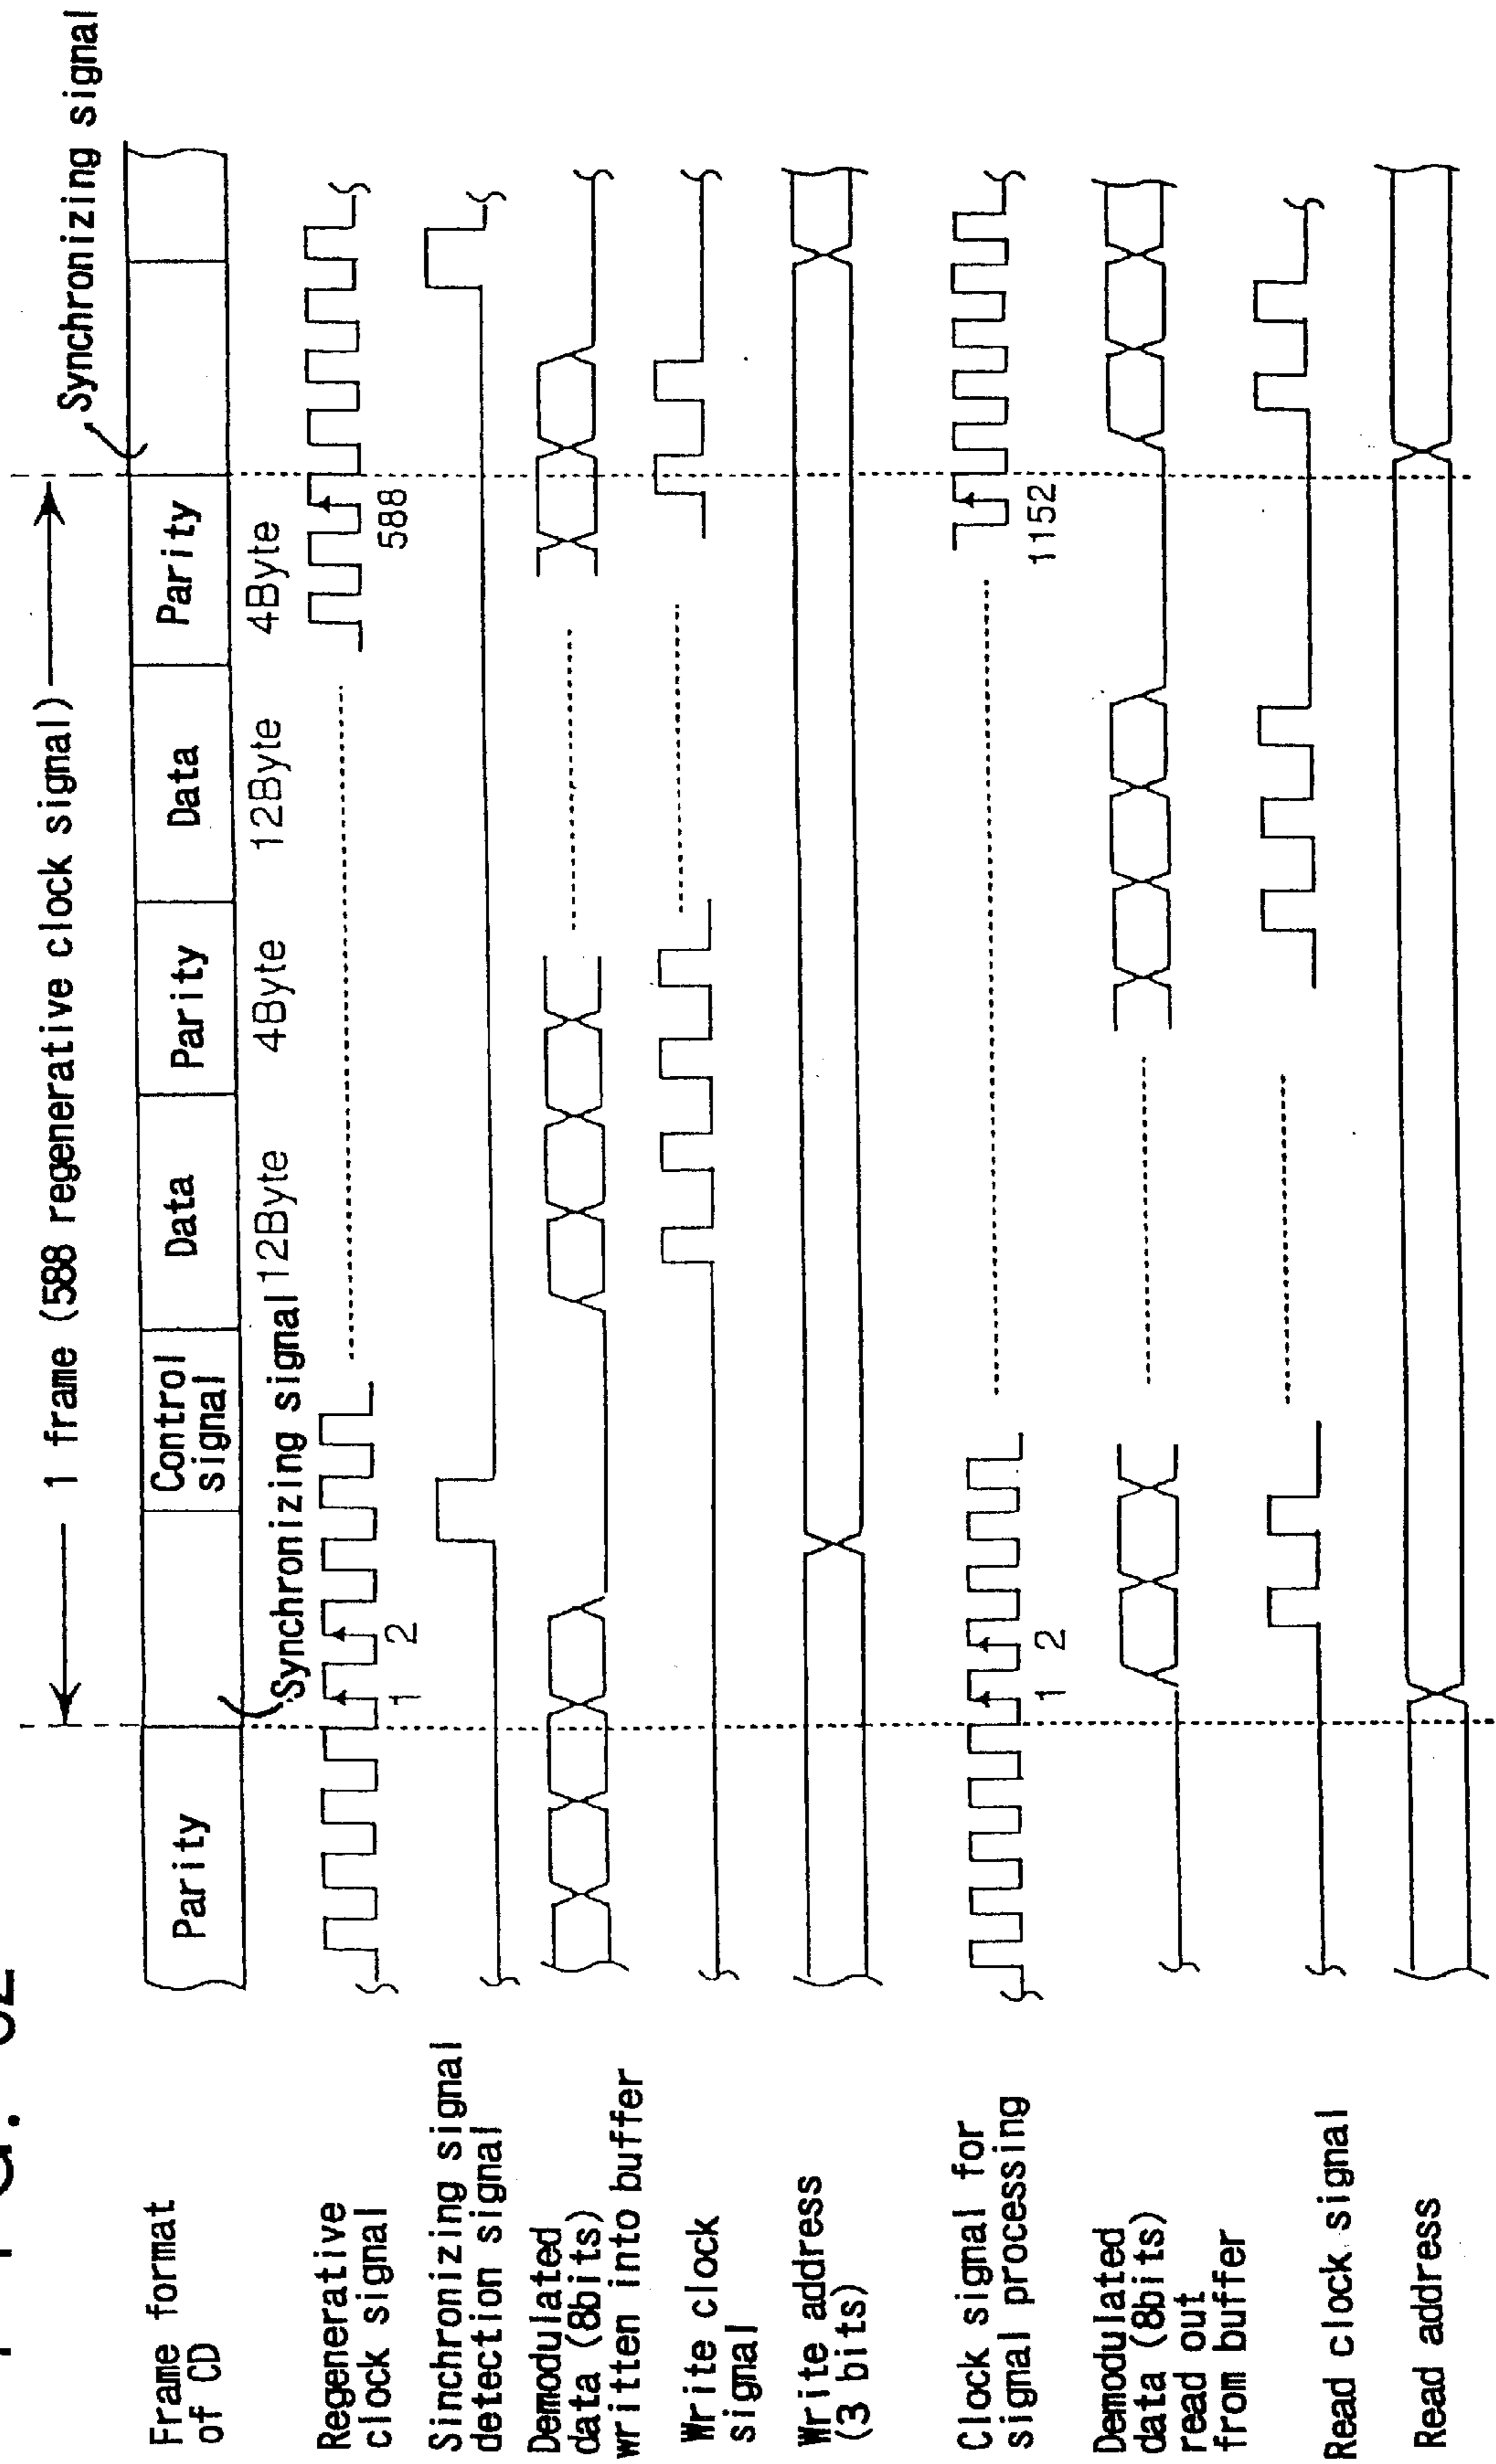 1 frame (588 regenerative clock signal)
Synchronizing signal
Frame format
of CD
Parity
Control
signal
Data
Parity
Data
Parity
Synchronizing signal
12Byte
4Byte
12Byte
4Byte
Regenerative
clock signal
1
2
588
Sinchronizing signal
detection signal
Demodulated
data (8bits)
written into buffer
Write clock
signal
Write address
(3 bits)
Clock signal for
signal processing
1
2
1152
Demodulated
data (8bits)
read out
from buffer
Read clock signal
Read address